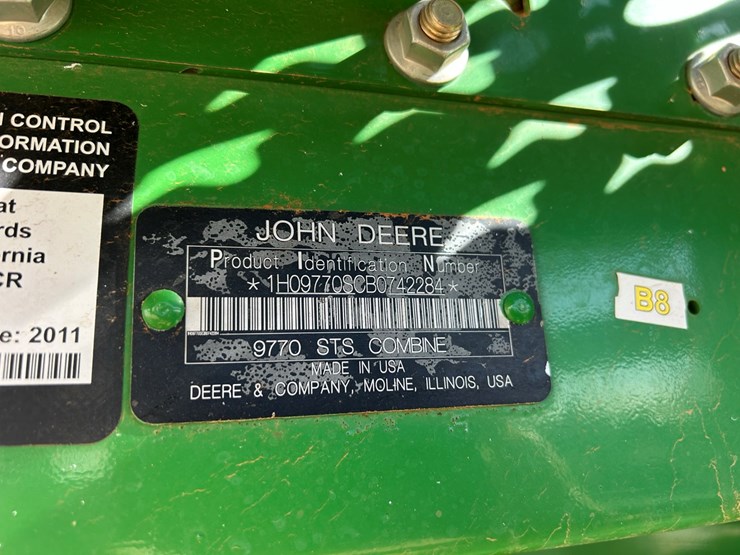 CONTROL
ORMATION
COMPANY
at
rds
ernia
CR
e: 2011
JOHN DEERE
Product Identification Number
*1H09770SCB0742284*
9770 STS COMBINE
MADE IN USA
DEERE & COMPANY, MOLINE, ILLINOIS, USA
B8